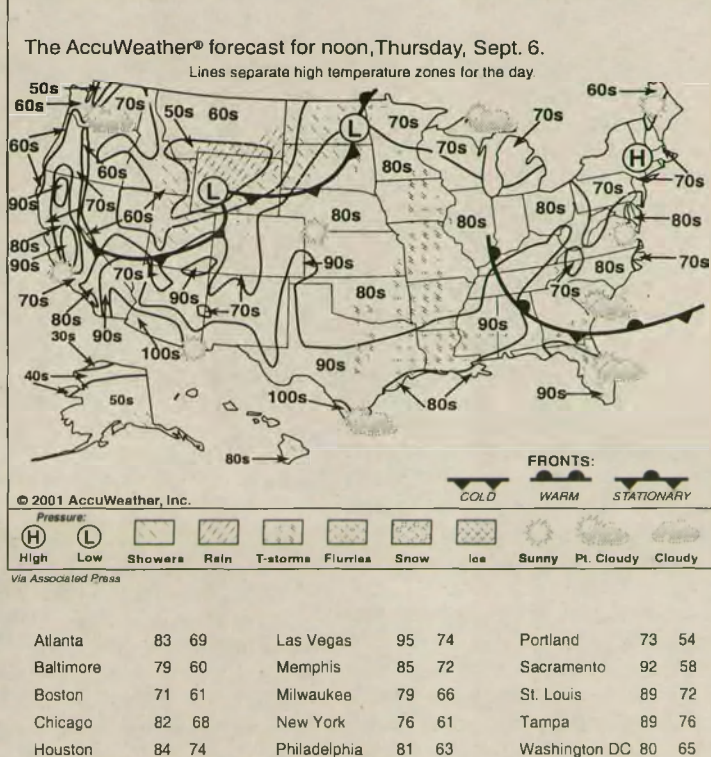 The AccuWeather® forecast for noon, Thursday, Sept. 6.
Lines separate high temperature zones for the day.
50s 60s
60s 70s 50s 60s 70s 70s
60s 60s 70s
90s 70s 60s 80s 70s 70s
80s 80s 80s 80s 80s
90s 90s 80s 70s
70s 70s 90s 80s 70s
80s 90s 70s 90s
30s 100s 90s
40s 100s 80s 90s
50s
80s
FRONTS:
© 2001 AccuWeather, Inc. COLD WARM STATIONARY
Pressure:
H L
High Low Showers Rain T-storms Flurries Snow Ice Sunny Pt. Cloudy Cloudy
Via Associated Press
Atlanta 83 69 Las Vegas 95 74 Portland 73 54
Baltimore 79 60 Memphis 85 72 Sacramento 92 58
Boston 71 61 Milwaukee 79 66 St. Louis 89 72
Chicago 82 68 New York 76 61 Tampa 89 76
Houston 84 74 Philadelphia 81 63 Washington DC 80 65